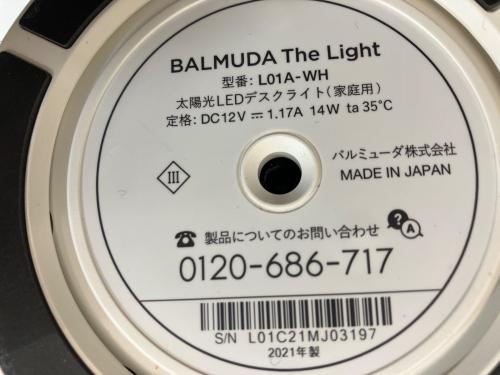 BALMUDA The Light
型番: L01A-WH
太陽光LEDデスクライト(家庭用)
定格: DC12V ⎓ 1.17A 14W ta 35°C
III
バルミューダ株式会社
MADE IN JAPAN
? A
☎ 製品についてのお問い合わせ
0120-686-717
S/N L01C21MJ03197
2021年製